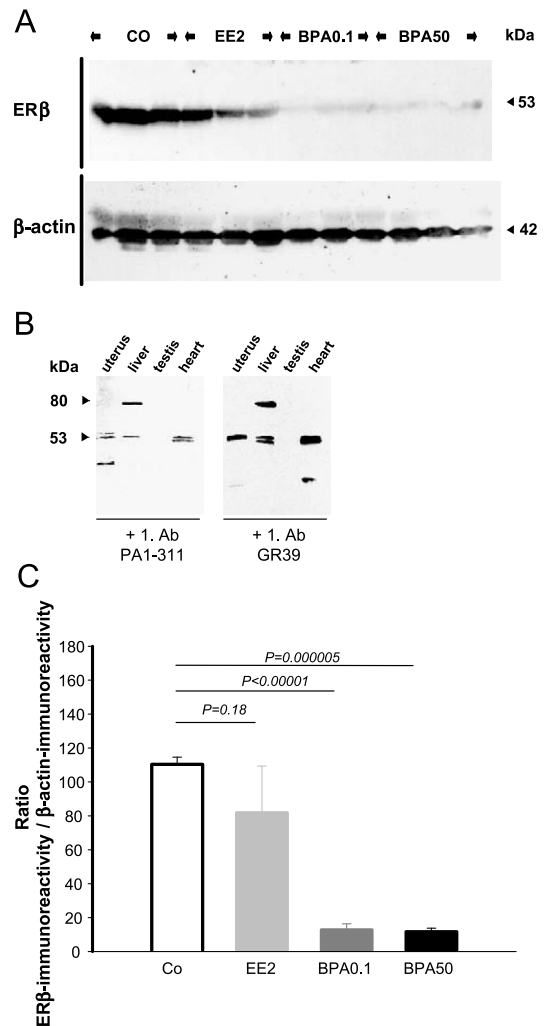 A
CO EE2 BPA0.1 BPA50 kDa
ERβ
53
β-actin
42
B
uterus liver testis heart uterus liver testis heart
kDa
80
53
+ 1. Ab
PA1-311
+ 1. Ab
GR39
C
Ratio
ERβ-immunoreactivity / β-actin-immunoreactivity
180
160
140
120
100
80
60
40
20
0
P=0.000005
P<0.00001
P=0.18
Co EE2 BPA0.1 BPA50